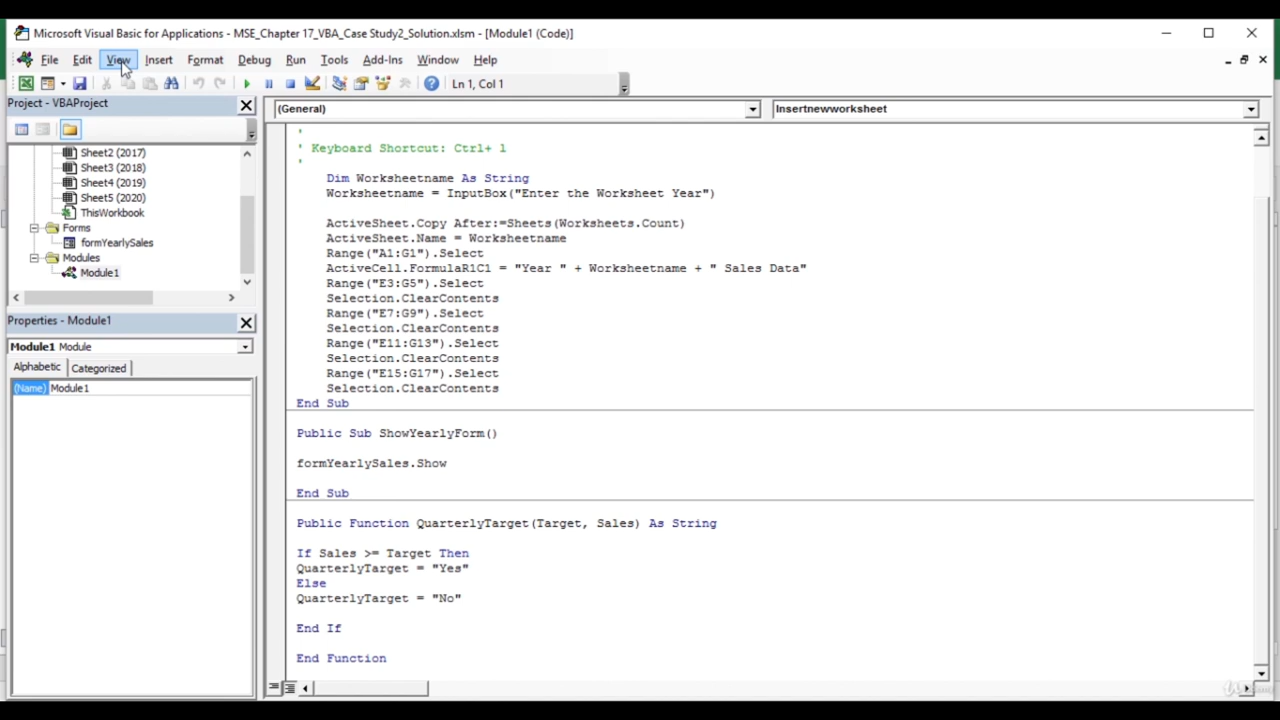 Microsoft Visual Basic for Applications - MSE_Chapter 17_VBA_Case Study2_Solution.xlsm - [Module1 (Code)]
File Edit View Insert Format Debug Run Tools Add-Ins Window Help
Ln 1, Col 1
Project - VBAProject
Sheet2 (2017)
Sheet3 (2018)
Sheet4 (2019)
Sheet5 (2020)
ThisWorkbook
Forms
formYearlySales
Modules
Module1
Properties - Module1
Module1 Module
Alphabetic Categorized
(Name) Module1
(General) Insertnewworksheet
'
' Keyboard Shortcut: Ctrl+ l
'
Dim Worksheetname As String
Worksheetname = InputBox("Enter the Worksheet Year")
ActiveSheet.Copy After:=Sheets(Worksheets.Count)
ActiveSheet.Name = Worksheetname
Range("A1:G1").Select
ActiveCell.FormulaR1C1 = "Year " + Worksheetname + " Sales Data"
Range("E3:G5").Select
Selection.ClearContents
Range("E7:G9").Select
Selection.ClearContents
Range("E11:G13").Select
Selection.ClearContents
Range("E15:G17").Select
Selection.ClearContents
End Sub
Public Sub ShowYearlyForm()
formYearlySales.Show
End Sub
Public Function QuarterlyTarget(Target, Sales) As String
If Sales >= Target Then
QuarterlyTarget = "Yes"
Else
QuarterlyTarget = "No"
End If
End Function